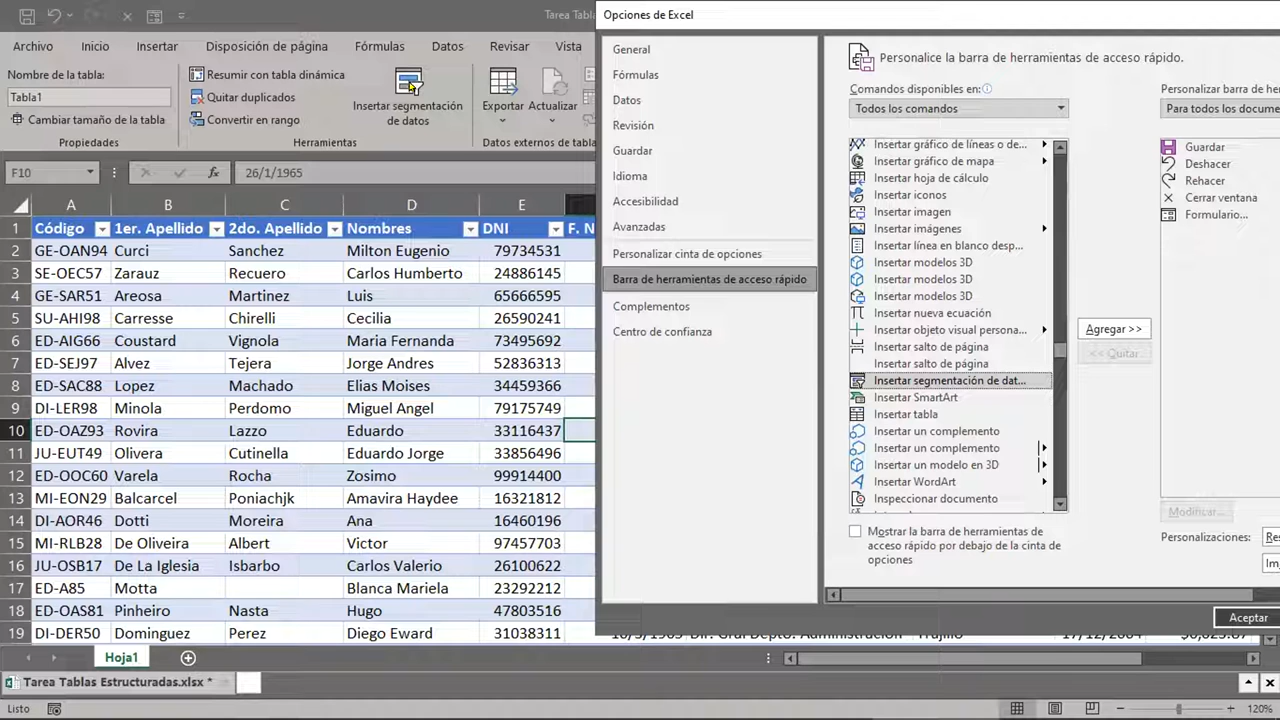 Tarea Tabla
Opciones de Excel
Archivo
Inicio
Insertar
Disposición de página
Fórmulas
Datos
Revisar
Vista
Nombre de la tabla:
Tabla1
Cambiar tamaño de la tabla
Propiedades
Resumir con tabla dinámica
Quitar duplicados
Convertir en rango
Insertar segmentación
de datos
Herramientas
Exportar
Actualizar
Datos externos de tabla
F10
fx
26/1/1965
A
B
C
D
E
1 Código 1er. Apellido 2do. Apellido Nombres DNI F. N
2 GE-OAN94 Curci Sanchez Milton Eugenio 79734531
3 SE-OEC57 Zarauz Recuero Carlos Humberto 24886145
4 GE-SAR51 Areosa Martinez Luis 65666595
5 SU-AHI98 Carrese Chirelli Cecilia 26590241
6 ED-AIG66 Coustard Vignola Maria Fernanda 73495692
7 ED-SEJ97 Alvez Tejera Jorge Andres 52836313
8 ED-SAC88 Lopez Machado Elias Moises 34459366
9 DI-LER98 Minola Perdomo Miguel Angel 79175749
10 ED-OAZ93 Rovira Lazzo Eduardo 33116437
11 JU-EUT49 Olivera Cutinella Eduardo Jorge 33856496
12 ED-OOC60 Varela Rocha Zosimo 99914400
13 MI-EON29 Balcarcel Poniachjk Amavira Haydee 16321812
14 DI-AOR46 Dotti Moreira Ana 16460196
15 MI-RLB28 De Oliveira Albert Victor 97457703
16 JU-OSB17 De La Iglesia Isbarbo Carlos Valerio 26100622
17 ED-A85 Motta Blanca Mariela 23292212
18 ED-OAS81 Pinheiro Nasta Hugo 47803516
19 DI-DER50 Dominguez Perez Diego Eward 31038311
Hoja1
Tarea Tablas Estructuradas.xlsx *
Listo
120%
General
Fórmulas
Datos
Revisión
Guardar
Idioma
Accesibilidad
Avanzadas
Personalizar cinta de opciones
Barra de herramientas de acceso rápido
Complementos
Centro de confianza
Personalice la barra de herramientas de acceso rápido.
Comandos disponibles en:
Todos los comandos
Insertar gráfico de líneas o de...
Insertar gráfico de mapa
Insertar hoja de cálculo
Insertar iconos
Insertar imagen
Insertar imágenes
Insertar línea en blanco desp...
Insertar modelos 3D
Insertar modelos 3D
Insertar modelos 3D
Insertar nueva ecuación
Insertar objeto visual persona...
Insertar salto de página
Insertar salto de página
Insertar segmentación de dat...
Insertar SmartArt
Insertar tabla
Insertar un complemento
Insertar un complemento
Insertar un modelo en 3D
Insertar WordArt
Inspeccionar documento
Mostrar la barra de herramientas de
acceso rápido por debajo de la cinta de
opciones
Agregar >>
<< Quitar
Personalizar barra de he
Para todos los docume
Guardar
Deshacer
Rehacer
Cerrar ventana
Formulario...
Modificar...
Personalizaciones:
Res
Im
Aceptar